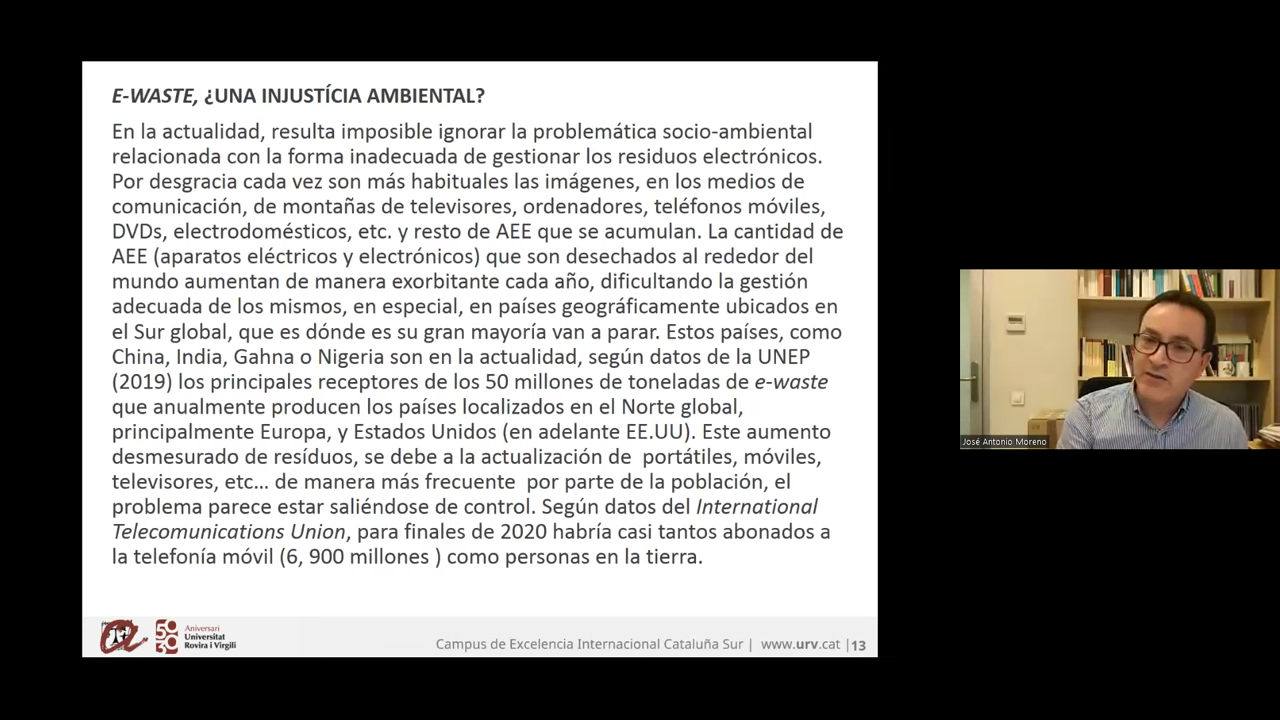 E-WASTE, ¿UNA INJUSTÍCIA AMBIENTAL?
En la actualidad, resulta imposible ignorar la problemática socio-ambiental
relacionada con la forma inadecuada de gestionar los residuos electrónicos.
Por desgracia cada vez son más habituales las imágenes, en los medios de
comunicación, de montañas de televisores, ordenadores, teléfonos móviles,
DVDs, electrodomésticos, etc. y resto de AEE que se acumulan. La cantidad de
AEE (aparatos eléctricos y electrónicos) que son desechados al rededor del
mundo aumentan de manera exorbitante cada año, dificultando la gestión
adecuada de los mismos, en especial, en países geográficamente ubicados en
el Sur global, que es dónde es su gran mayoría van a parar. Estos países, como
China, India, Gahna o Nigeria son en la actualidad, según datos de la UNEP
(2019) los principales receptores de los 50 millones de toneladas de e-waste
que anualmente producen los países localizados en el Norte global,
principalmente Europa, y Estados Unidos (en adelante EE.UU). Este aumento
desmesurado de resíduos, se debe a la actualización de  portátiles, móviles,
televisores, etc… de manera más frecuente  por parte de la población, el
problema parece estar saliéndose de control. Según datos del International
Telecomunications Union, para finales de 2020 habría casi tantos abonados a
la telefonía móvil (6, 900 millones ) como personas en la tierra.
José Antonio Moreno
50
30
Aniversari
Universitat
Rovira i Virgili
Campus de Excelencia Internacional Cataluña Sur | www.urv.cat |13